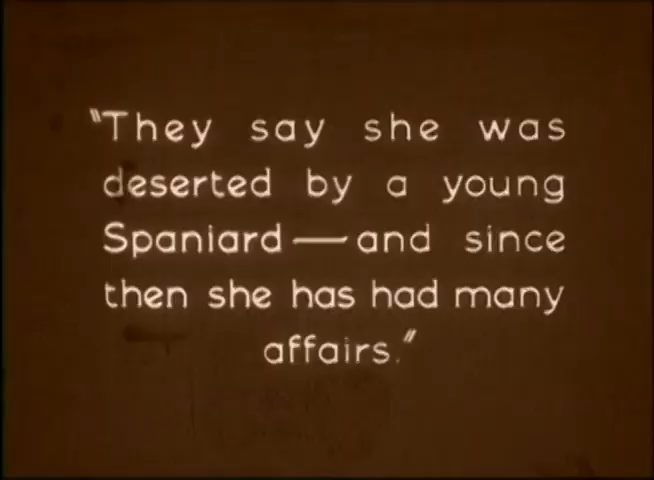 "They say she was
deserted by a young
Spaniard — and since
then she has had many
affairs."